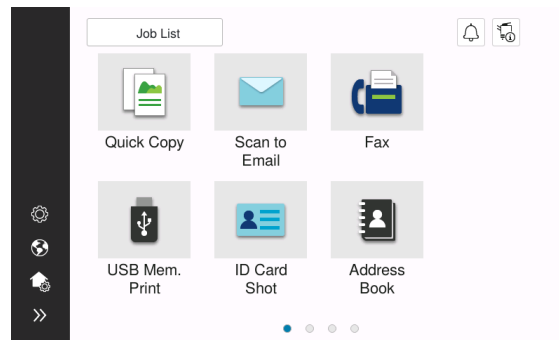 Job List
Quick Copy
Scan to
Email
Fax
USB Mem.
Print
ID Card
Shot
Address
Book